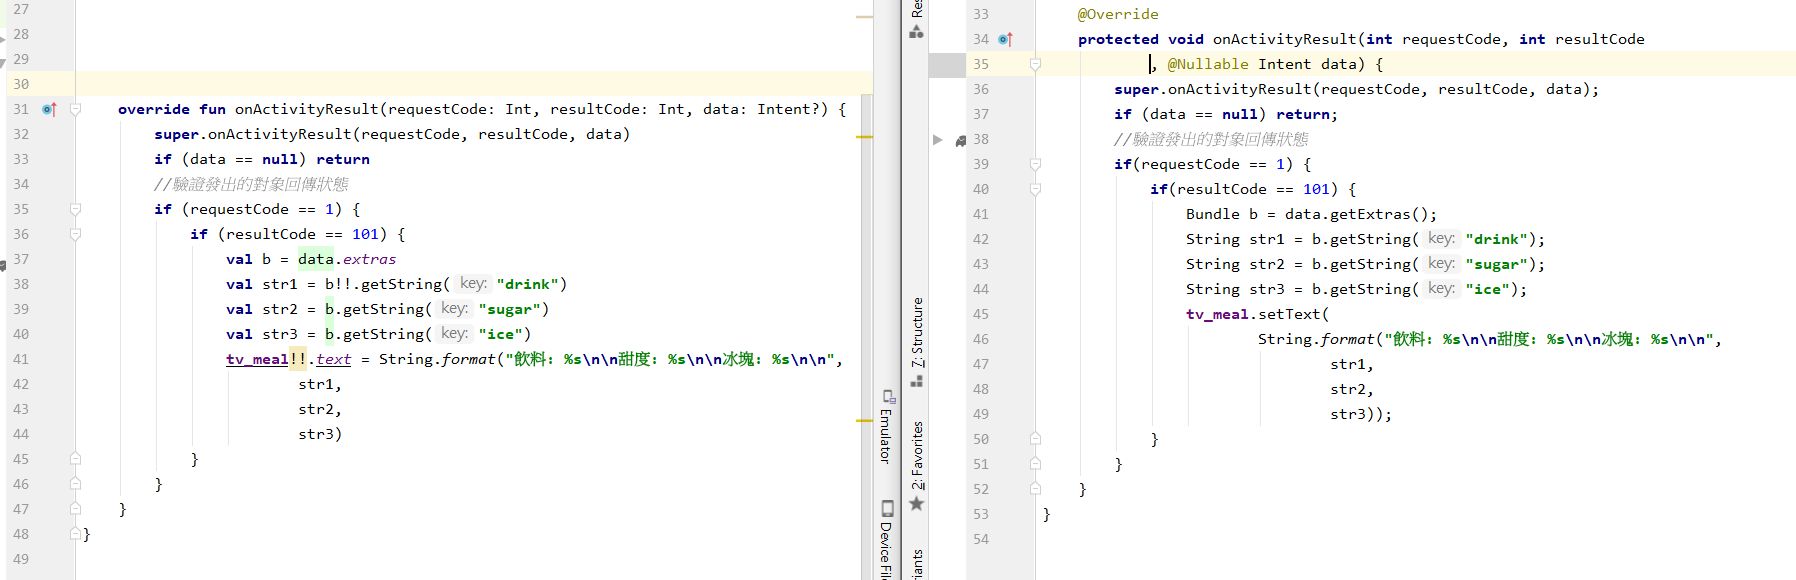 27
28
29
30
31 override fun onActivityResult(requestCode: Int, resultCode: Int, data: Intent?) {
32 super.onActivityResult(requestCode, resultCode, data)
33 if (data == null) return
34 //驗證發出的對象回傳狀態
35 if (requestCode == 1) {
36 if (resultCode == 101) {
37 val b = data.extras
38 val str1 = b!!.getString( key: "drink")
39 val str2 = b.getString( key: "sugar")
40 val str3 = b.getString( key: "ice")
41 tv_meal!!.text = String.format("飲料: %s\n\n甜度: %s\n\n冰塊: %s\n\n",
42 str1,
43 str2,
44 str3)
45 }
46 }
47 }
48 }
49
Emulator
Device Fil
Res
7: Structure
2: Favorites
riants
33 @Override
34 protected void onActivityResult(int requestCode, int resultCode
35 , @Nullable Intent data) {
36 super.onActivityResult(requestCode, resultCode, data);
37 if (data == null) return;
38 //驗證發出的對象回傳狀態
39 if(requestCode == 1) {
40 if(resultCode == 101) {
41 Bundle b = data.getExtras();
42 String str1 = b.getString( key: "drink");
43 String str2 = b.getString( key: "sugar");
44 String str3 = b.getString( key: "ice");
45 tv_meal.setText(
46 String.format("飲料: %s\n\n甜度: %s\n\n冰塊: %s\n\n",
47 str1,
48 str2,
49 str3));
50 }
51 }
52 }
53 }
54